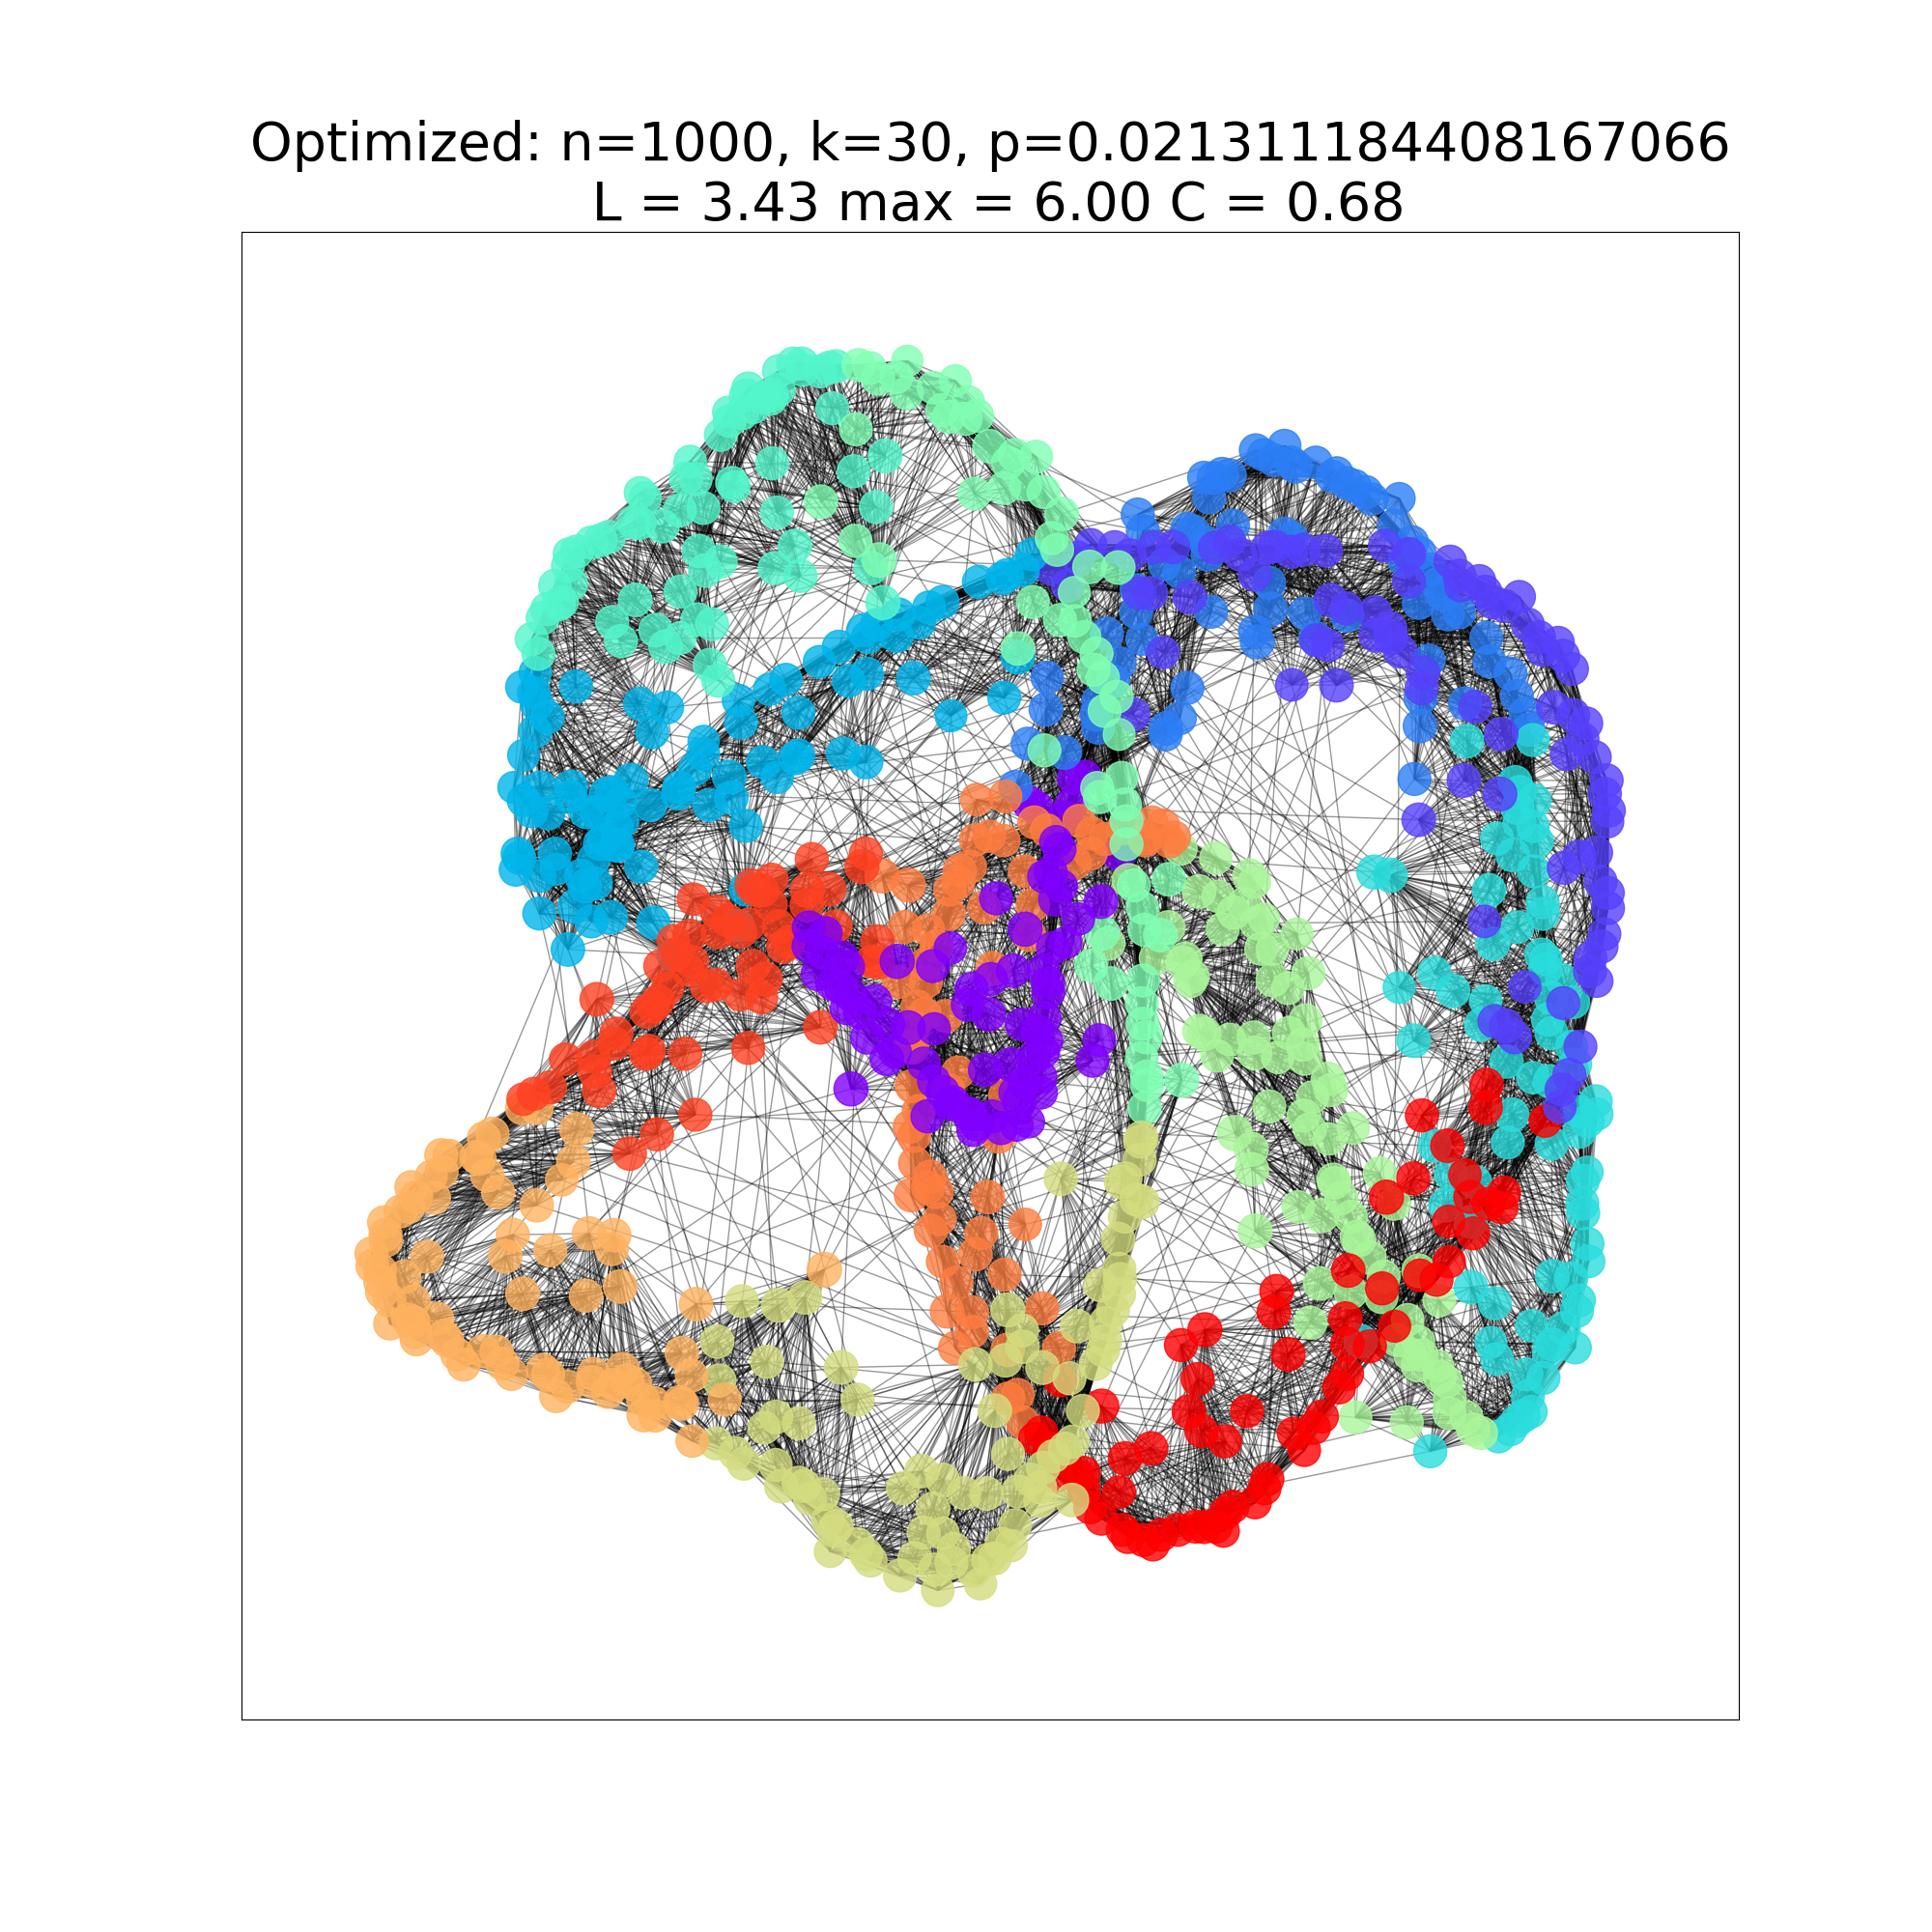 Optimized: n=1000, k=30, p=0.021311184408167066
L = 3.43 max = 6.00 C = 0.68